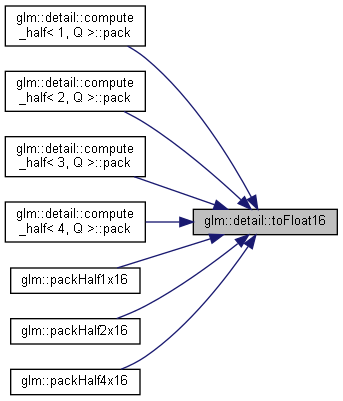 glm::detail::compute
_half< 1, Q >::pack
glm::detail::compute
_half< 2, Q >::pack
glm::detail::compute
_half< 3, Q >::pack
glm::detail::compute
_half< 4, Q >::pack
glm::detail::toFloat16
glm::packHalf1x16
glm::packHalf2x16
glm::packHalf4x16